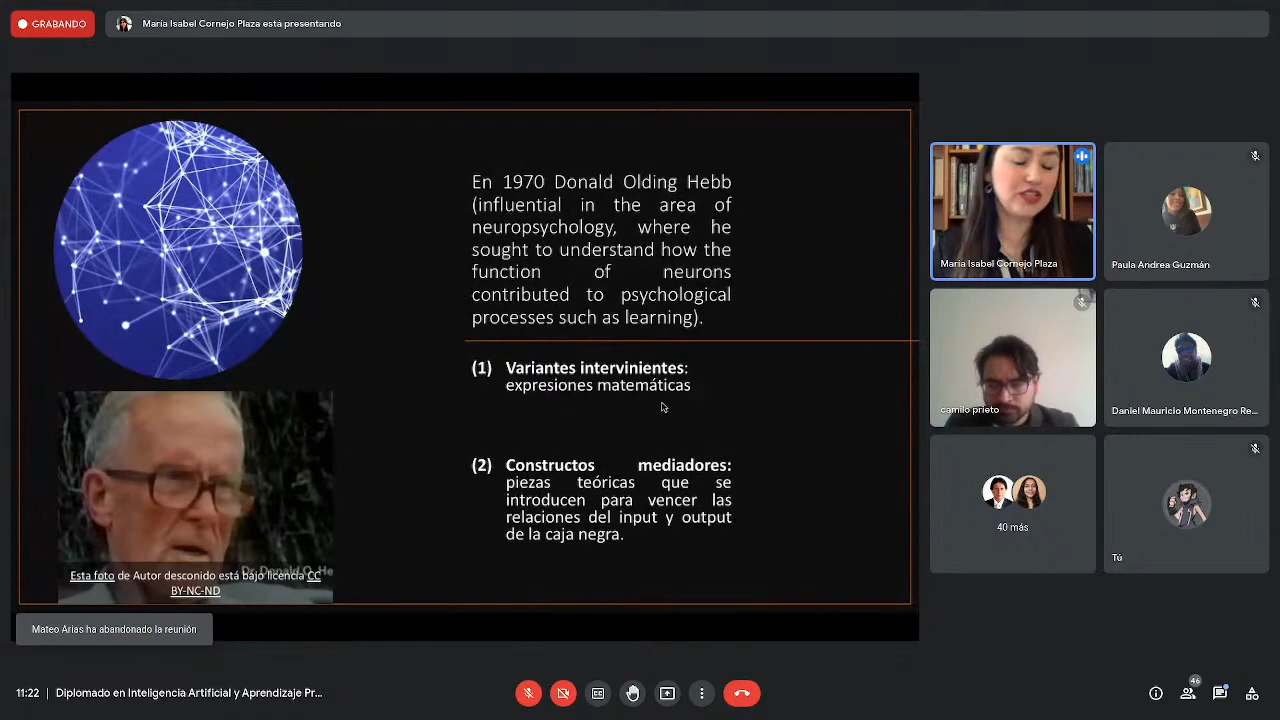 GRABANDO
María Isabel Cornejo Plaza está presentando
En 1970 Donald Olding Hebb
(influential in the area of
neuropsychology, where he
sought to understand how the
function of neurons
contributed to psychological
processes such as learning).
(1) Variantes intervinientes:
expresiones matemáticas
(2) Constructos mediadores:
piezas teóricas que se
introducen para vencer las
relaciones del input y output
de la caja negra.
Dr. Donald O. He
Esta foto de Autor desconido está bajo licencia CC
BY-NC-ND
María Isabel Cornejo Plaza
Paula Andrea Guzmán
camilo prieto
Daniel Mauricio Montenegro Re...
40 más
Tú
Mateo Arias ha abandonado la reunión
11:22 | Diplomado en Inteligencia Artificial y Aprendizaje Pr...
46